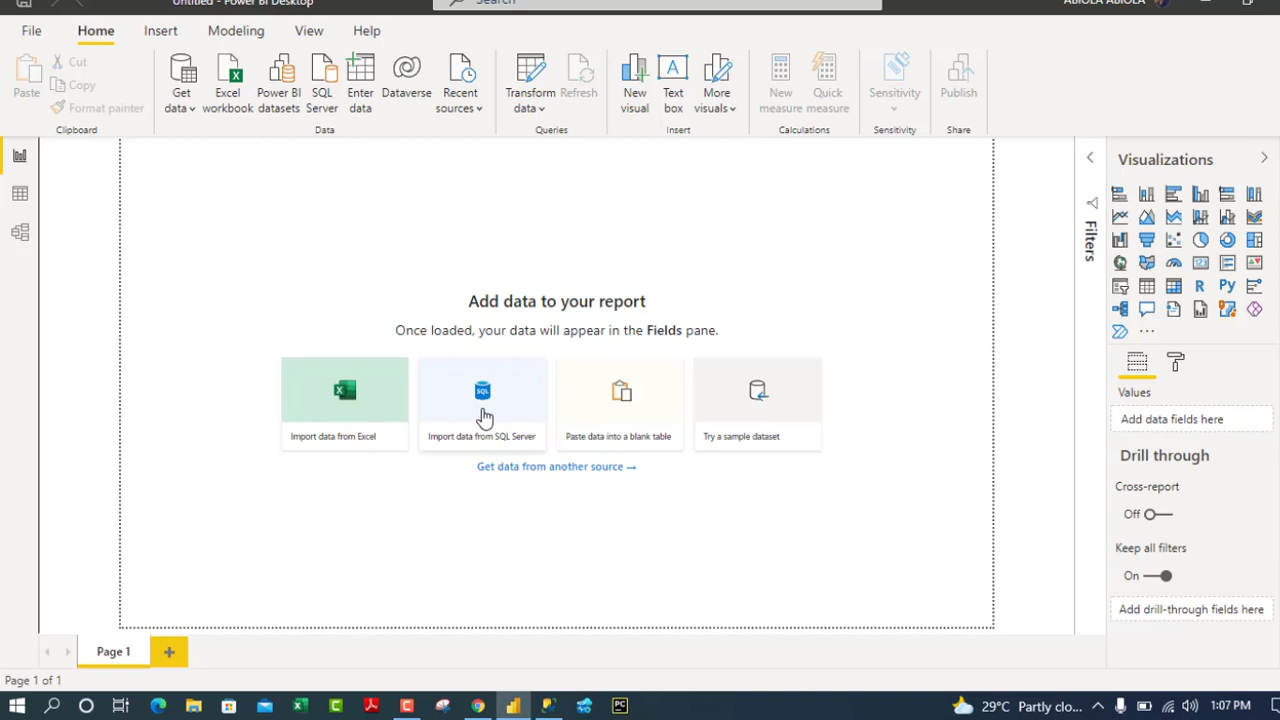 Untitled - Power BI Desktop
Search
ABIOLA ABIOLA
File
Home
Insert
Modeling
View
Help
Paste
Cut
Copy
Format painter
Clipboard
Get data
Excel workbook
Power BI datasets
SQL Server
Enter data
Dataverse
Recent sources
Data
Transform data
Refresh
Queries
New visual
Text box
More visuals
Insert
New measure
Quick measure
Calculations
Sensitivity
Sensitivity
Publish
Share
Filters
Visualizations
R
Py
123
Values
Add data fields here
Drill through
Cross-report
Off
Keep all filters
On
Add drill-through fields here
Add data to your report
Once loaded, your data will appear in the Fields pane.
SQL
Import data from Excel
Import data from SQL Server
Paste data into a blank table
Try a sample dataset
Get data from another source →
Page 1
Page 1 of 1
PC
29°C Partly clo...
1:07 PM